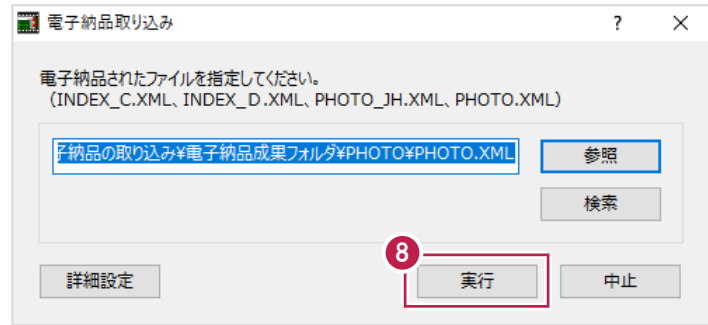 電子納品取り込み ? ×
電子納品されたファイルを指定してください。
(INDEX_C.XML、INDEX_D.XML、PHOTO_JH.XML、PHOTO.XML)
子納品の取り込み¥電子納品成果フォルダ¥PHOTO¥PHOTO.XML
参照
検索
8
詳細設定 実行 中止